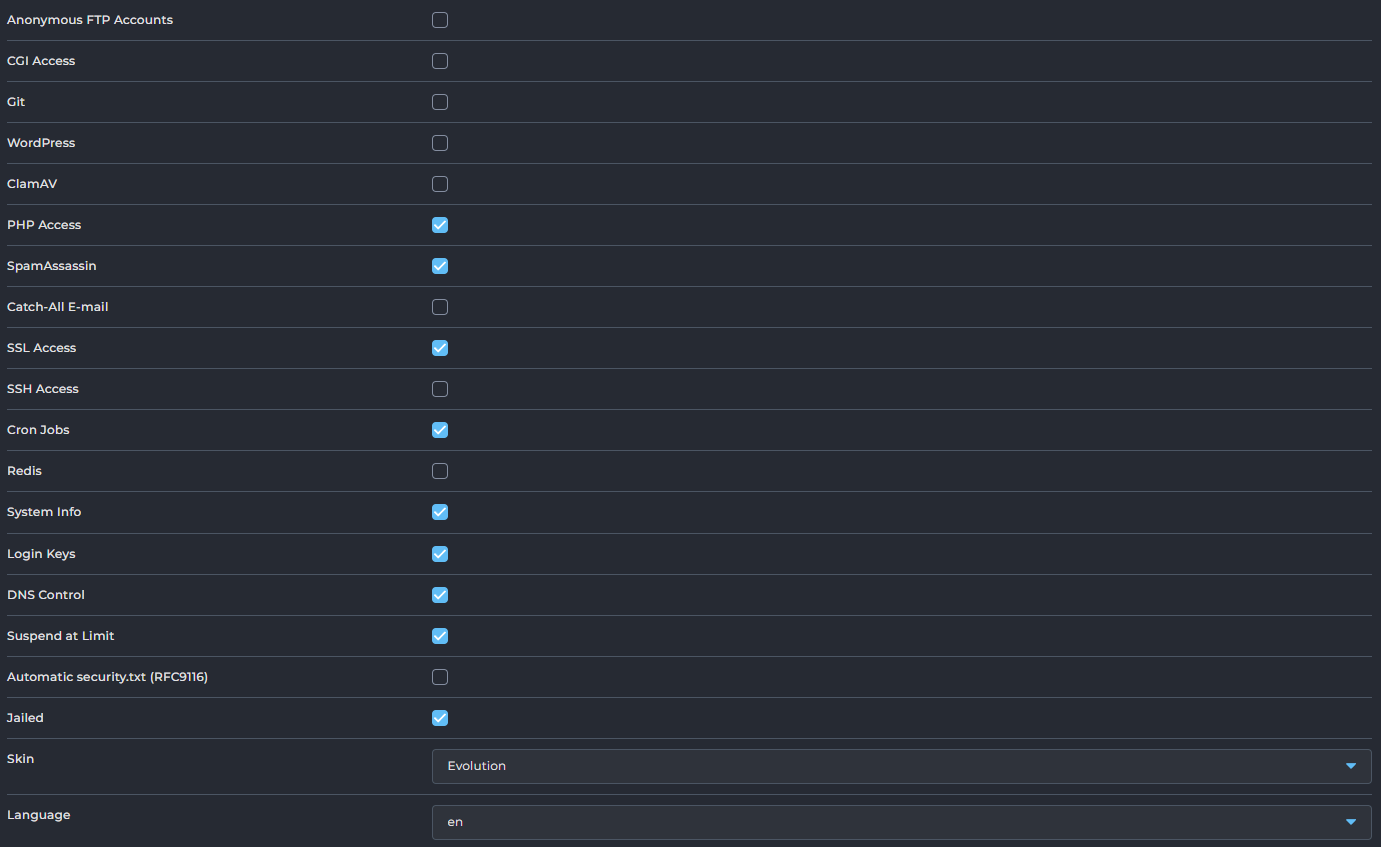 Anonymous FTP Accounts
CGI Access
Git
WordPress
ClamAV
PHP Access
SpamAssassin
Catch-All E-mail
SSL Access
SSH Access
Cron Jobs
Redis
System Info
Login Keys
DNS Control
Suspend at Limit
Automatic security.txt (RFC9116)
Jailed
Skin
Evolution
Language
en